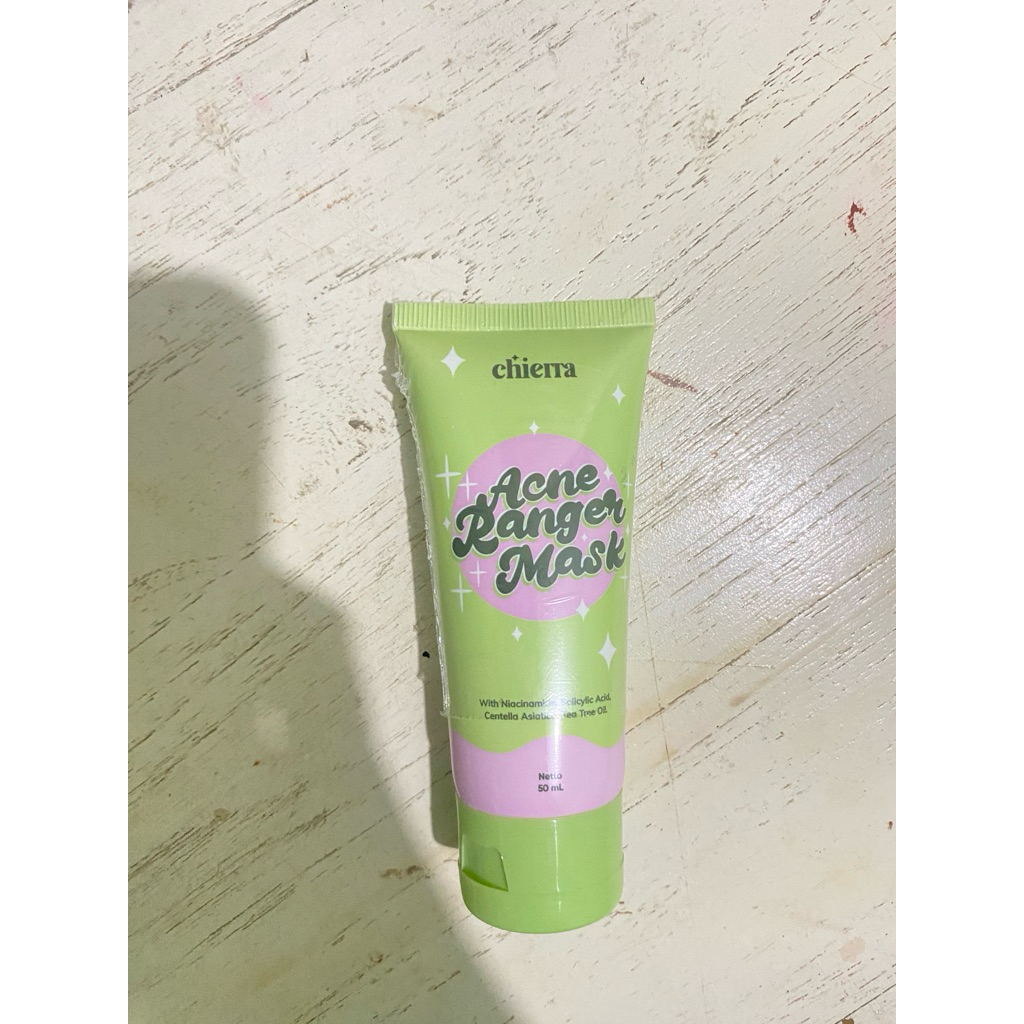 chierra
Acne
Ranger
Mask
With Niacinamide, Salicylic Acid,
Centella Asiatica, Tea Tree Oil.
Netto
50 mL